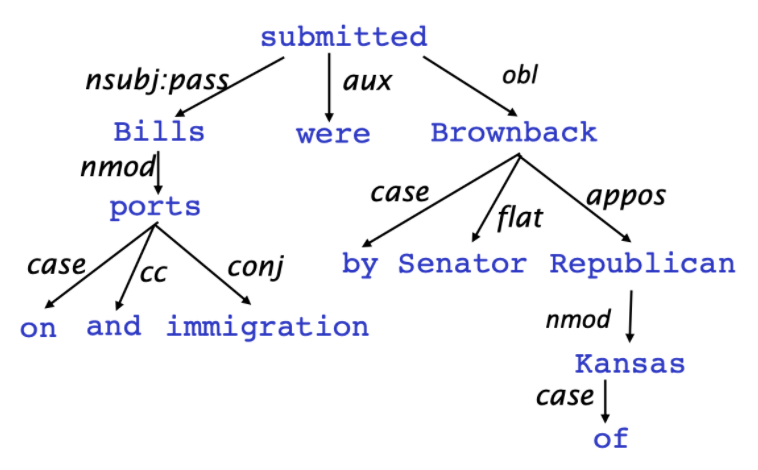 submitted
nsubj:pass aux obl
Bills were Brownback
nmod
ports
case flat appos
case cc conj
by Senator Republican
on and immigration
nmod
Kansas
case
of